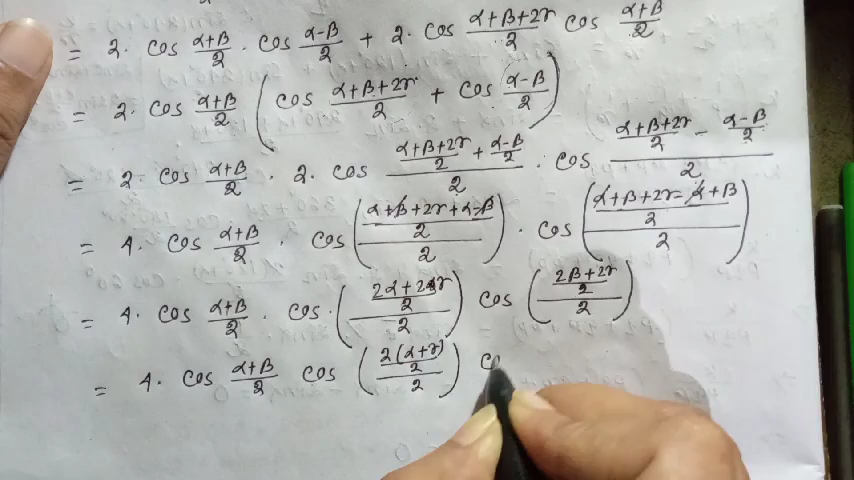 = 2 · cos α+β/2 · cos α-β/2 + 2 · cos α+β+2γ/2 cos α+β/2
= 2 · cos α+β/2 (cos α+β+2γ/2 + cos α-β/2)
= 2 · cos α+β/2 · 2 · cos (α+β+2γ/2 + α-β/2)/2 · cos (α+β+2γ/2 - α-β/2)/2
= 4 · cos α+β/2 · cos ((α+β+2γ+α-β/2)/2) · cos ((α+β+2γ-α+β/2)/2)
= 4 · cos α+β/2 · cos · ((2α+2γ/2)/2) cos ((2β+2γ/2)/2)
= 4 · cos α+β/2 cos ((2(α+γ)/2)/2) co